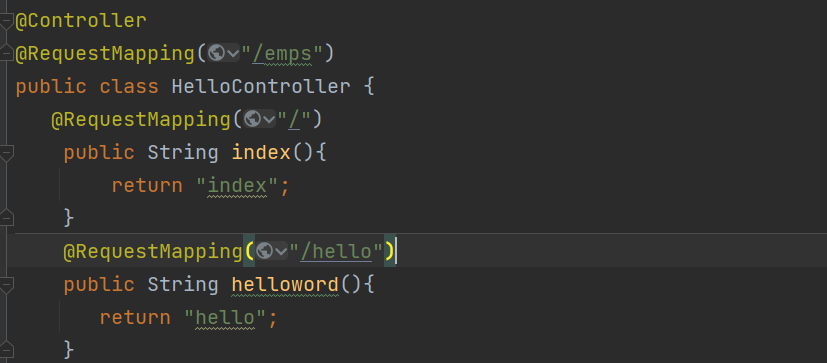 @Controller
@RequestMapping("/emps")
public class HelloController {
@RequestMapping("/")
public String index(){
return "index";
}
@RequestMapping("/hello")
public String helloword(){
return "hello";
}